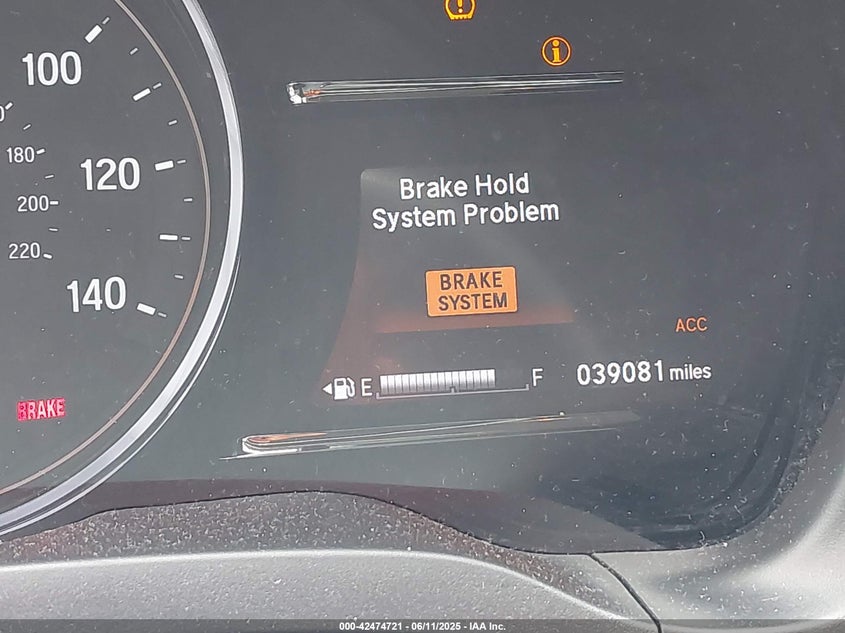 100
180
120
200
220
140
BRAKE
Brake Hold
System Problem
BRAKE
SYSTEM
ACC
E
F
039081 miles
000-42474721 - 06/11/2025 - IAA Inc.